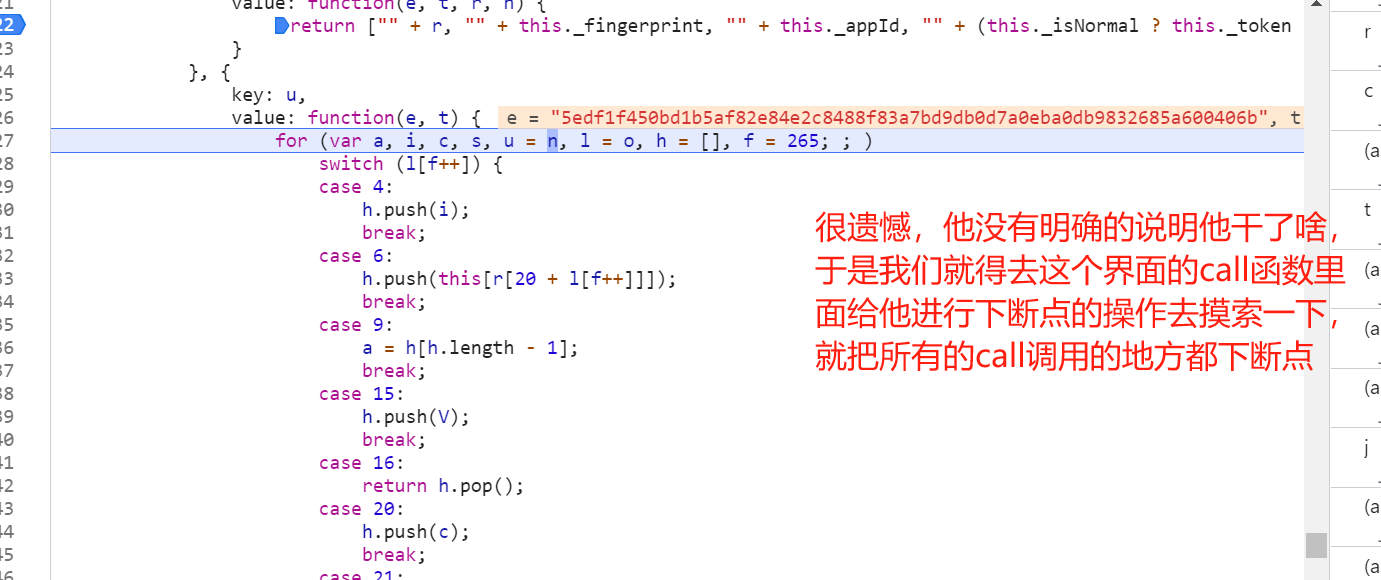 value: function(e, t, r, n) {
22 return ["" + r, "" + this._fingerprint, "" + this._appId, "" + (this._isNormal ? this._token
23 }
24 }, {
25 key: u,
26 value: function(e, t) { e = "5edf1f450bd1b5af82e84e2c8488f83a7bd9db0d7a0eba0db9832685a600406b", t
27 for (var a, i, c, s, u = n, l = o, h = [], f = 265; ; )
28 switch (l[f++]) {
29 case 4:
30 h.push(i);
31 break;
32 case 6:
33 h.push(this[r[20 + l[f++]]]);
34 break;
35 case 9:
36 a = h[h.length - 1];
37 break;
38 case 15:
39 h.push(V);
40 break;
41 case 16:
42 return h.pop();
43 case 20:
44 h.push(c);
45 break;
46 case 21:
很遗憾，他没有明确的说明他干了啥，
于是我们就得去这个界面的call函数里
面给他进行下断点的操作去摸索一下，
就把所有的call调用的地方都下断点
r
c
(a
t
(a
(a
(a
j
(a
(a